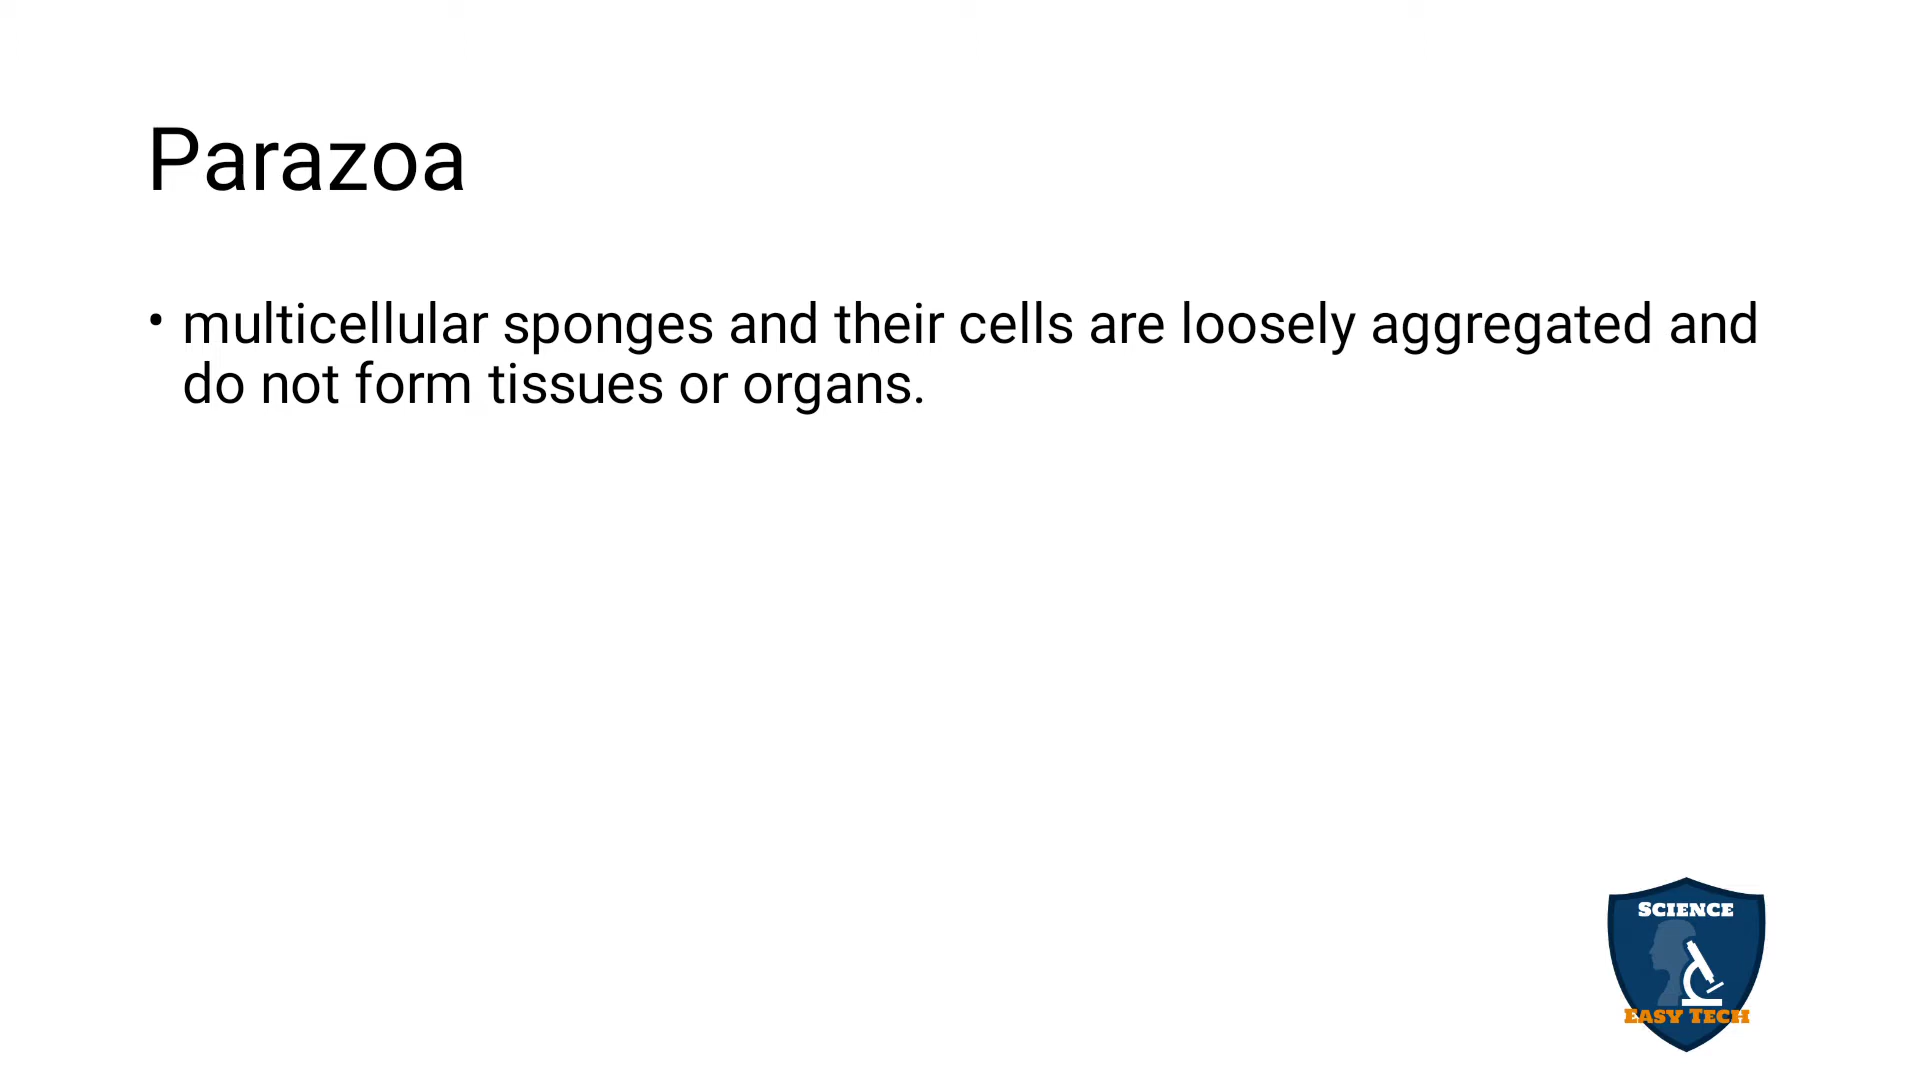 Parazoa
• multicellular sponges and their cells are loosely aggregated and
do not form tissues or organs.
SCIENCE
EASY TECH